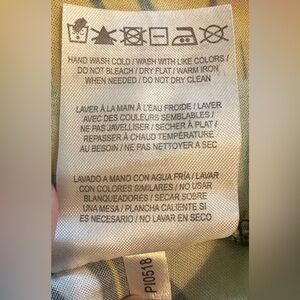 HAND WASH COLD / WASH WITH LIKE COLORS /
DO NOT BLEACH / DRY FLAT / WARM IRON
WHEN NEEDED / DO NOT DRY CLEAN
LAVER À LA MAIN À L'EAU FROIDE / LAVER
AVEC DES COULEURS SEMBLABLES /
NE PAS JAVELLISER / SECHER À PLAT /
REPASSER À CHAUD TEMPÉRATURE
AU BESOIN / NE PAS NETTOYER A SEC
LAVADO A MANO CON AGUA FRÍA / LAVAR
CON COLORES SIMILARES / NO USAR
BLANQUEADORES / SECAR SOBRE
UNA MESA / PLANCHA CALIENTE SI
ES NECESARIO / NO LAVAR EN SECO
PI0518